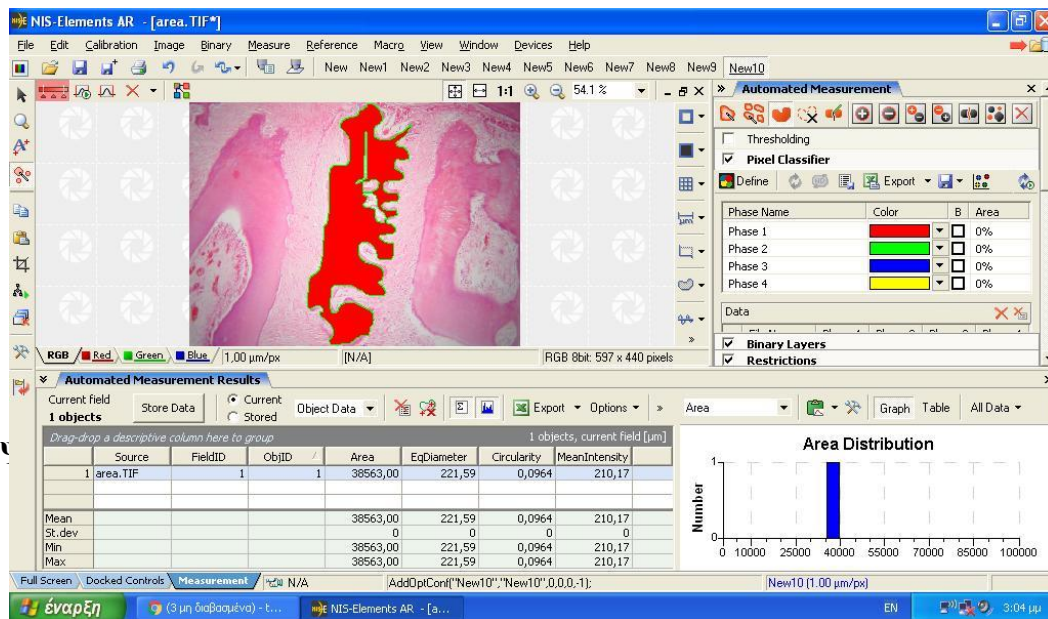 NIS-Elements AR - [area.TIF*]
File Edit Calibration Image Binary Measure Reference Macro View Window Devices Help
New New1 New2 New3 New4 New5 New6 New7 New8 New9 New10
1:1 54.1 %
Automated Measurement
Thresholding
Pixel Classifier
Define Export
Phase Name Color B Area
Phase 1 0%
Phase 2 0%
Phase 3 0%
Phase 4 0%
Data
Binary Layers
Restrictions
RGB Red Green Blue 1,00 µm/px [N/A] RGB 8bit: 597 x 440 pixels
Automated Measurement Results
Current field
1 objects
Store Data
Current
Stored
Object Data Export Options
Area Graph Table All Data
Drag-drop a descriptive column here to group 1 objects, current field [µm]
Source FieldID ObjID Area EqDiameter Circularity MeanIntensity
1 area.TIF 1 1 38563,00 221,59 0,0964 210,17
Mean 38563,00 221,59 0,0964 210,17
St.dev 0 0 0 0
Min 38563,00 221,59 0,0964 210,17
Max 38563,00 221,59 0,0964 210,17
Area Distribution
Number
1
0
0 10000 25000 40000 55000 70000 85000 100000
Full Screen Docked Controls Measurement N/A AddOptConf("New10","New10",0,0,0,-1); New10 (1.00 µm/px)
έναρξη (3 μη διαβασμένα) - t... NIS-Elements AR - [a... EN 3:04 μμ